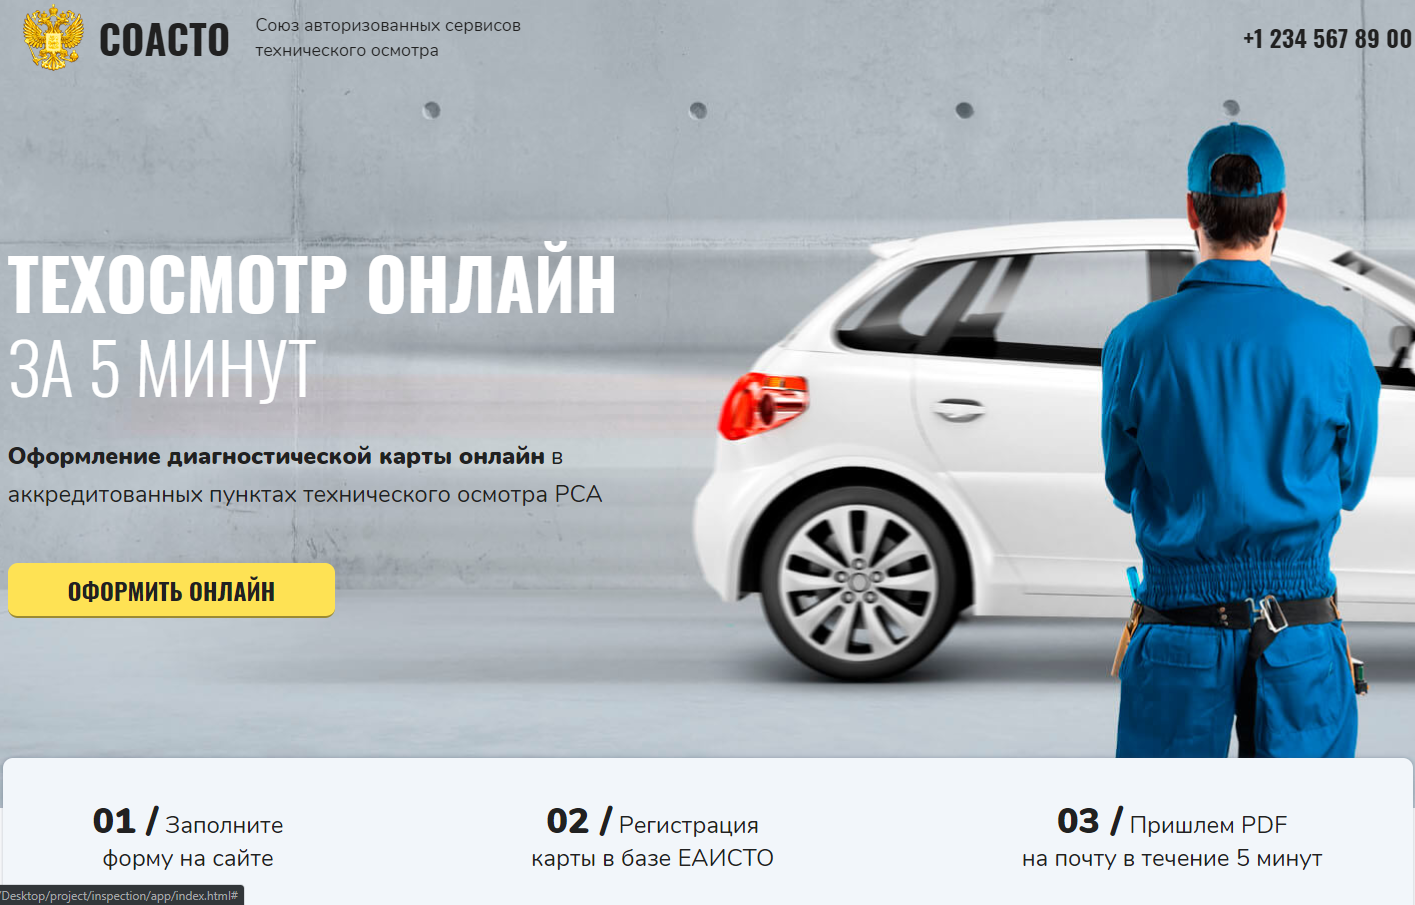 СОАСТО
Союз авторизованных сервисов
технического осмотра
+1 234 567 89 00
ТЕХОСМОТР ОНЛАЙН
ЗА 5 МИНУТ
Оформление диагностической карты онлайн в
аккредитованных пунктах технического осмотра РСА
ОФОРМИТЬ ОНЛАЙН
01 / Заполните
форму на сайте
02 / Регистрация
карты в базе ЕАИСТО
03 / Пришлем PDF
на почту в течение 5 минут
/Desktop/project/inspection/app/index.html#